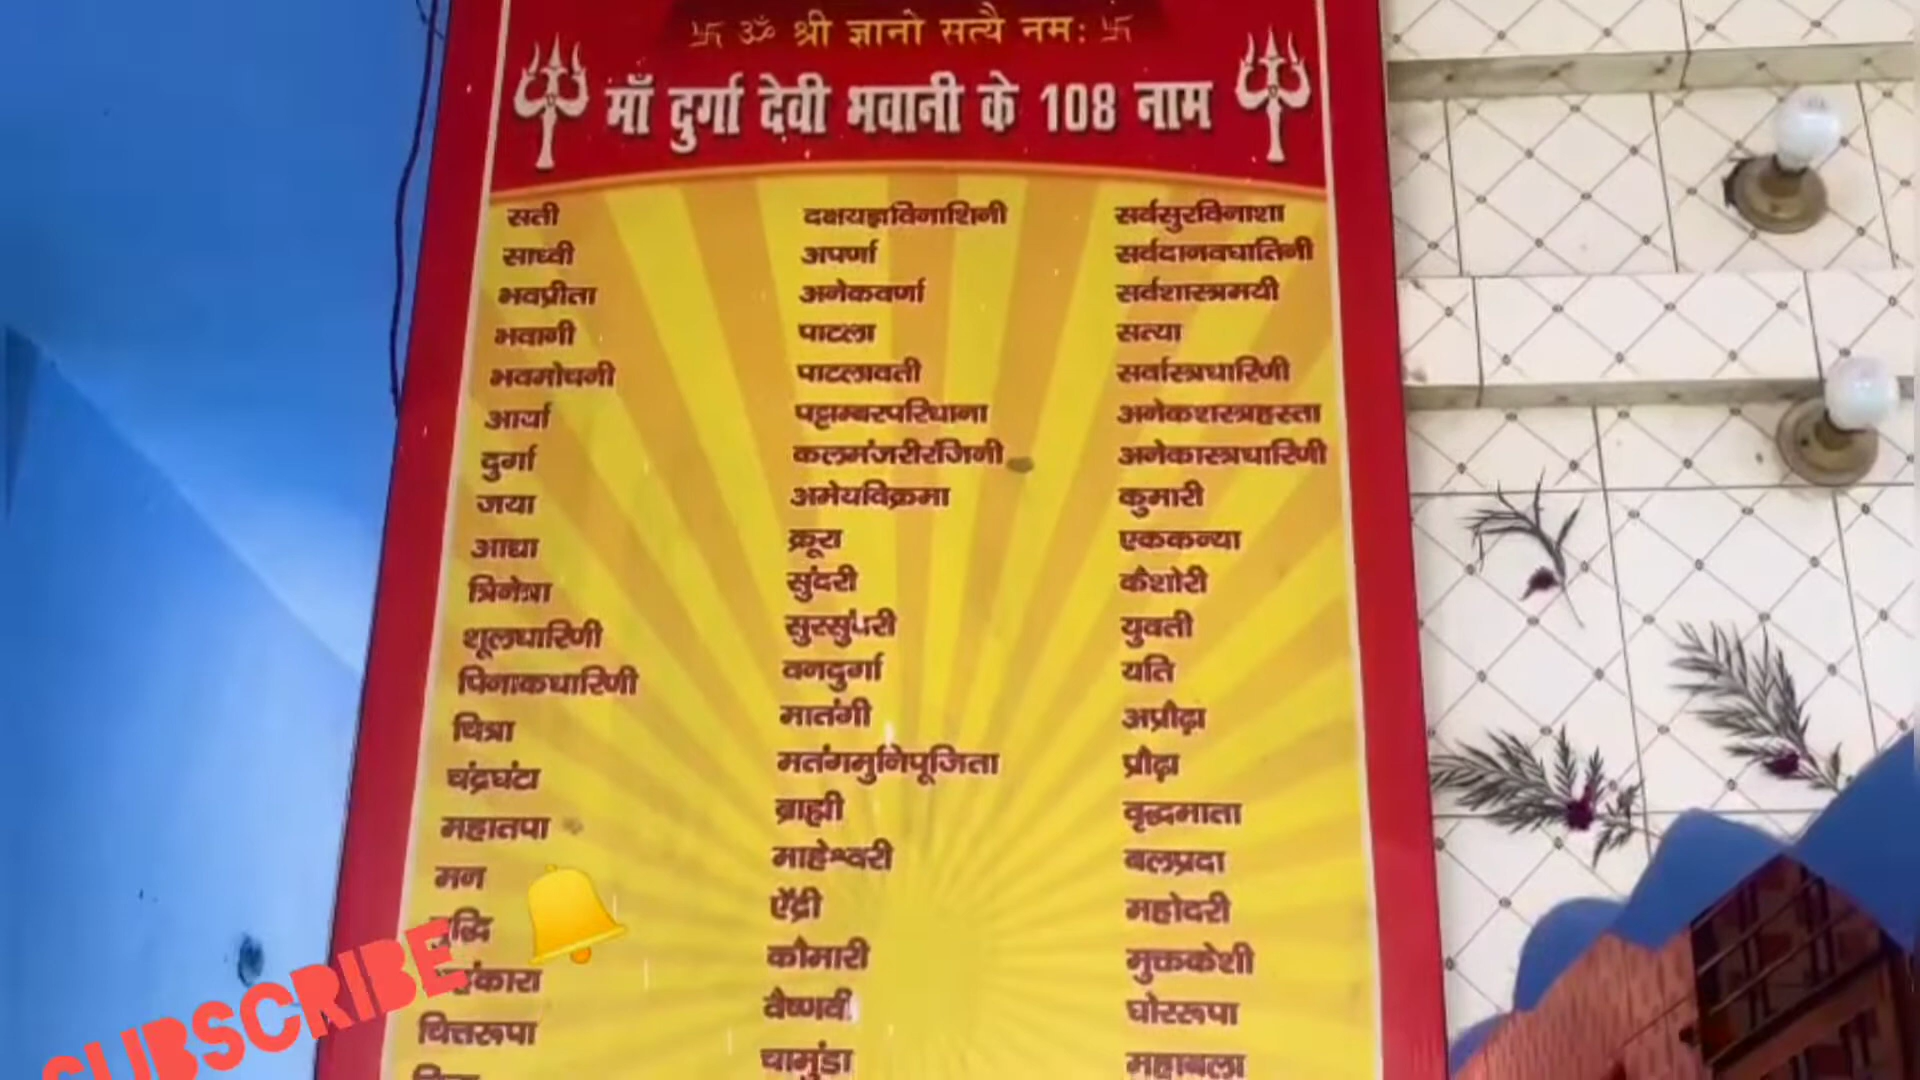 卐 ॐ श्री ज्ञानो सत्यै नमः 卐
माँ दुर्गा देवी भवानी के 108 नाम
सती
साध्वी
भवप्रीता
भवानी
भवमोचनी
आर्या
दुर्गा
जया
आद्या
त्रिनेत्रा
शूलधारिणी
पिनाकधारिणी
चित्रा
चंद्रघंटा
महातपा
मन
बुद्धि
अहंकारा
चित्तरूपा
दक्षयज्ञविनाशिनी
अपर्णा
अनेकवर्णा
पाटला
पाटलावती
पट्टाम्बरपरिधाना
कलमंजरीरंजिनी
अमेयविक्रमा
क्रूरा
सुंदरी
सुरसुंदरी
वनदुर्गा
मातंगी
मतंगमुनिपूजिता
ब्राह्मी
माहेश्वरी
ऐंद्री
कौमारी
वैष्णवी
चामुंडा
सर्वसुरविनाशा
सर्वदानवघातिनी
सर्वशास्त्रमयी
सत्या
सर्वास्त्रधारिणी
अनेकशस्त्रहस्ता
अनेकास्त्रधारिणी
कुमारी
एककन्या
कैशोरी
युवती
यति
अप्रौढ़ा
प्रौढ़ा
वृद्धमाता
बलप्रदा
महोदरी
मुक्तकेशी
घोररूपा
महाबला
SUBSCRIBE